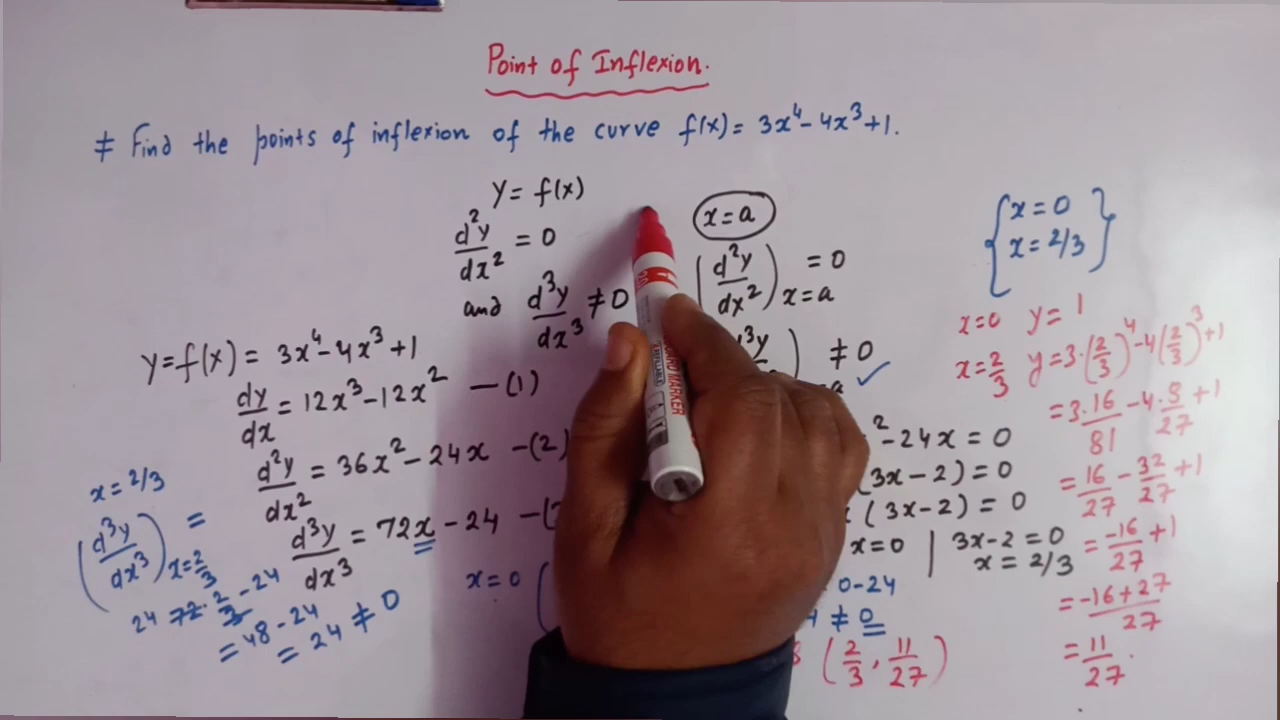 Point of Inflexion.
≠ Find the points of inflexion of the curve f(x) = 3x⁴ - 4x³ + 1.
y = f(x)
d²y/dx² = 0
and d³y/dx³ ≠ 0
x = a
(d²y/dx²) x=a = 0
≠ 0
y = f(x) = 3x⁴ - 4x³ + 1
dy/dx = 12x³ - 12x² — (1)
d²y/dx² = 36x² - 24x — (2)
d³y/dx³ = 72x - 24 —
x = 2/3
(d³y/dx³) x=2/3 =
24 72·2/3 - 24
= 48 - 24
= 24 ≠ 0
x = 0 (
² - 24x = 0
(3x - 2) = 0
(3x - 2) = 0
x = 0 | 3x - 2 = 0
x = 2/3
0 - 24
≠ 0
(2/3, 11/27)
{ x = 0
x = 2/3 }
x = 0 y = 1
x = 2/3 y = 3·(2/3)⁴ - 4(2/3)³ + 1
= 3·16/81 - 4·8/27 + 1
= 16/27 - 32/27 + 1
= -16/27 + 1
= -16+27/27
= 11/27.